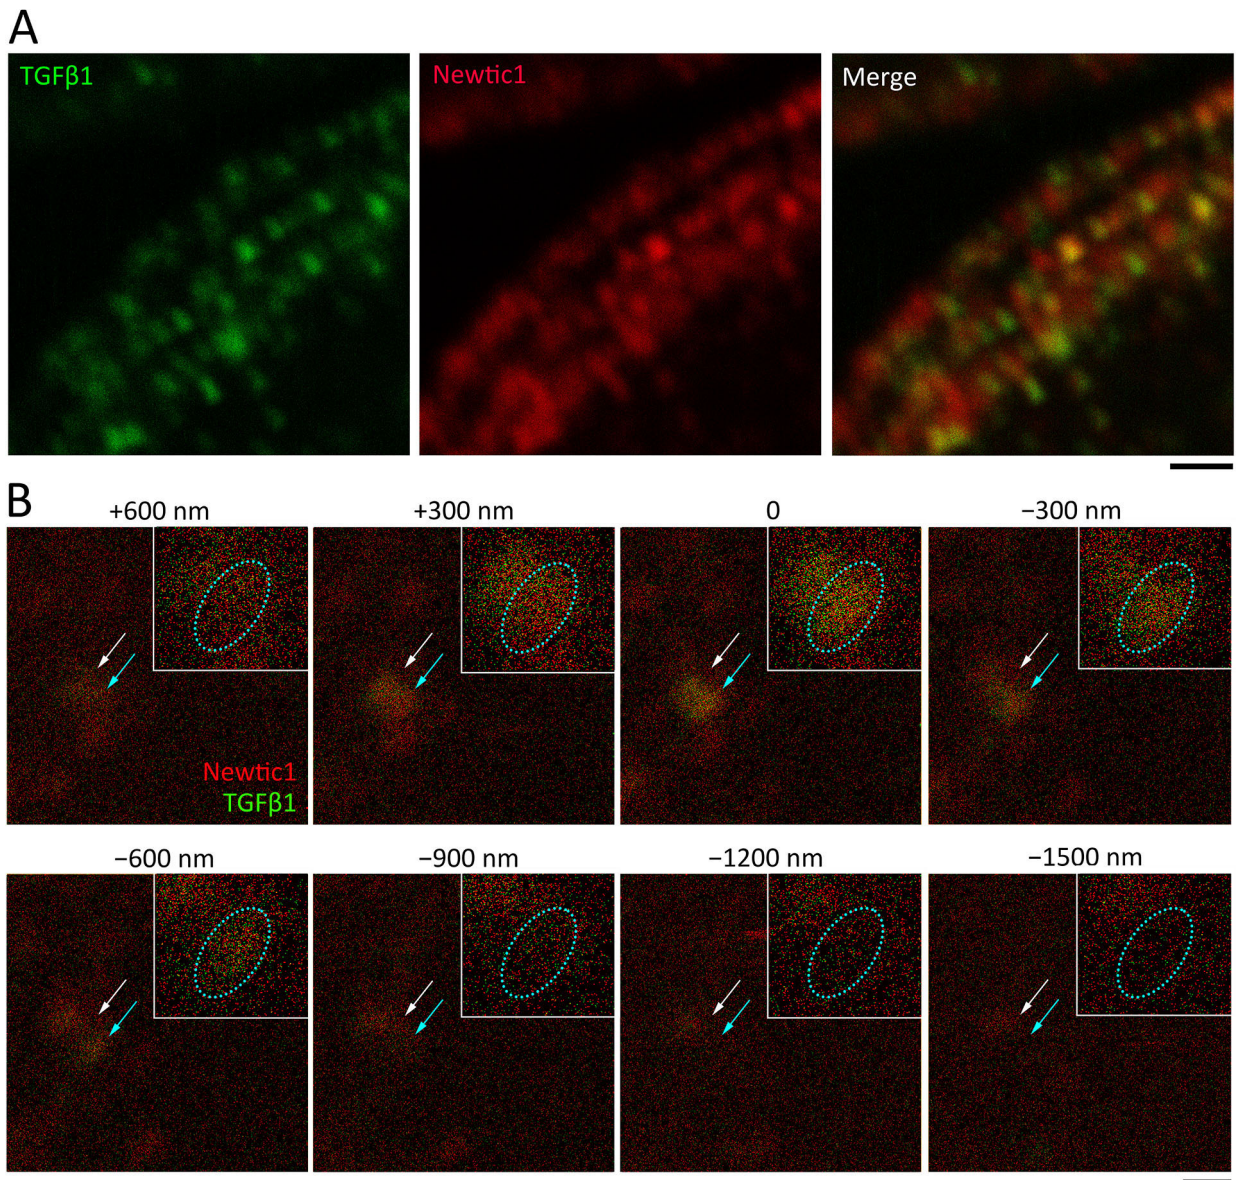 A
TGFβ1
Newtic1
Merge
B
+600 nm
+300 nm
0
−300 nm
Newtic1
TGFβ1
−600 nm
−900 nm
−1200 nm
−1500 nm